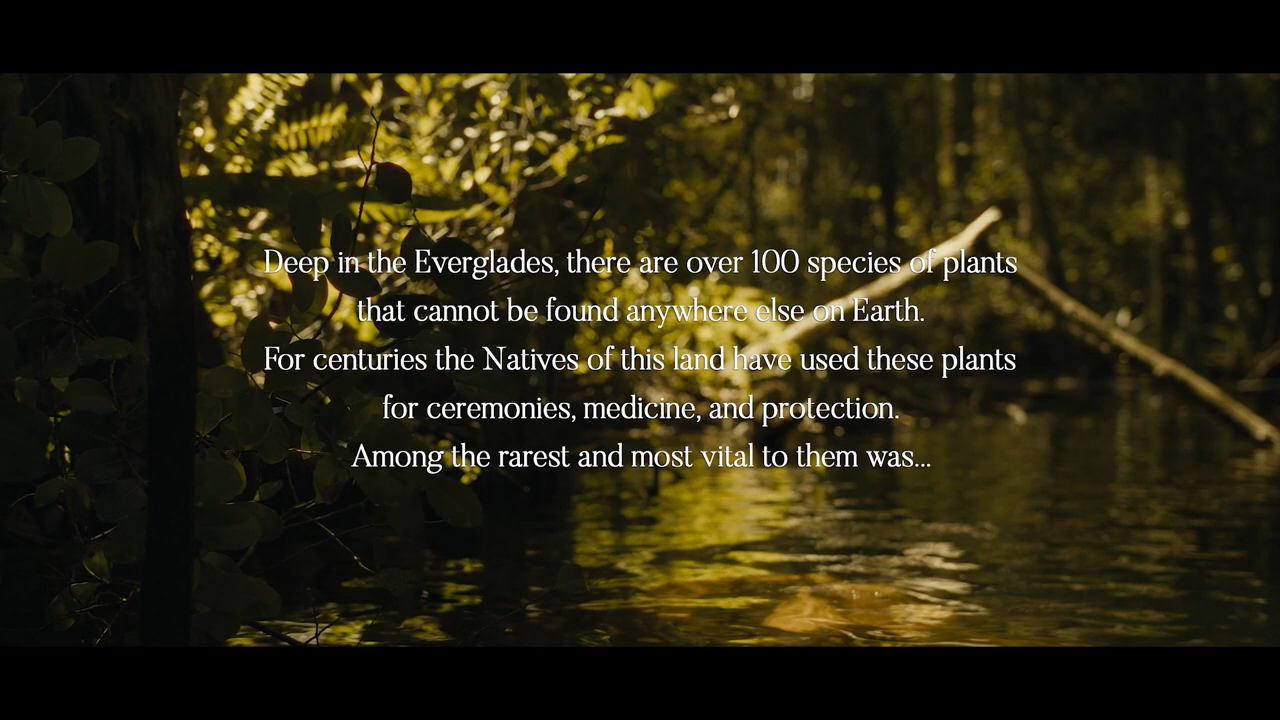 Deep in the Everglades, there are over 100 species of plants
that cannot be found anywhere else on Earth.
For centuries the Natives of this land have used these plants
for ceremonies, medicine, and protection.
Among the rarest and most vital to them was...